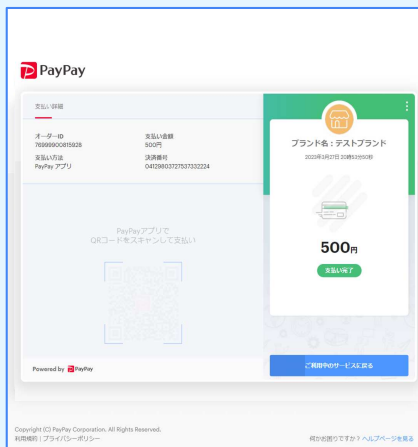 PayPay
支払い詳細
オーダーID
76999900815928
支払い金額
500円
支払い方法
PayPay アプリ
決済番号
04129803727537332224
PayPayアプリで
QRコードをスキャンして支払い
Powered by PayPay
ブランド名：テストブランド
2023年3月27日 20時52分50秒
500円
支払い完了
ご利用中のサービスに戻る
Copyright (C) PayPay Corporation. All Rights Reserved.
利用規約 | プライバシーポリシー
何かお困りですか？ ヘルプページを見る